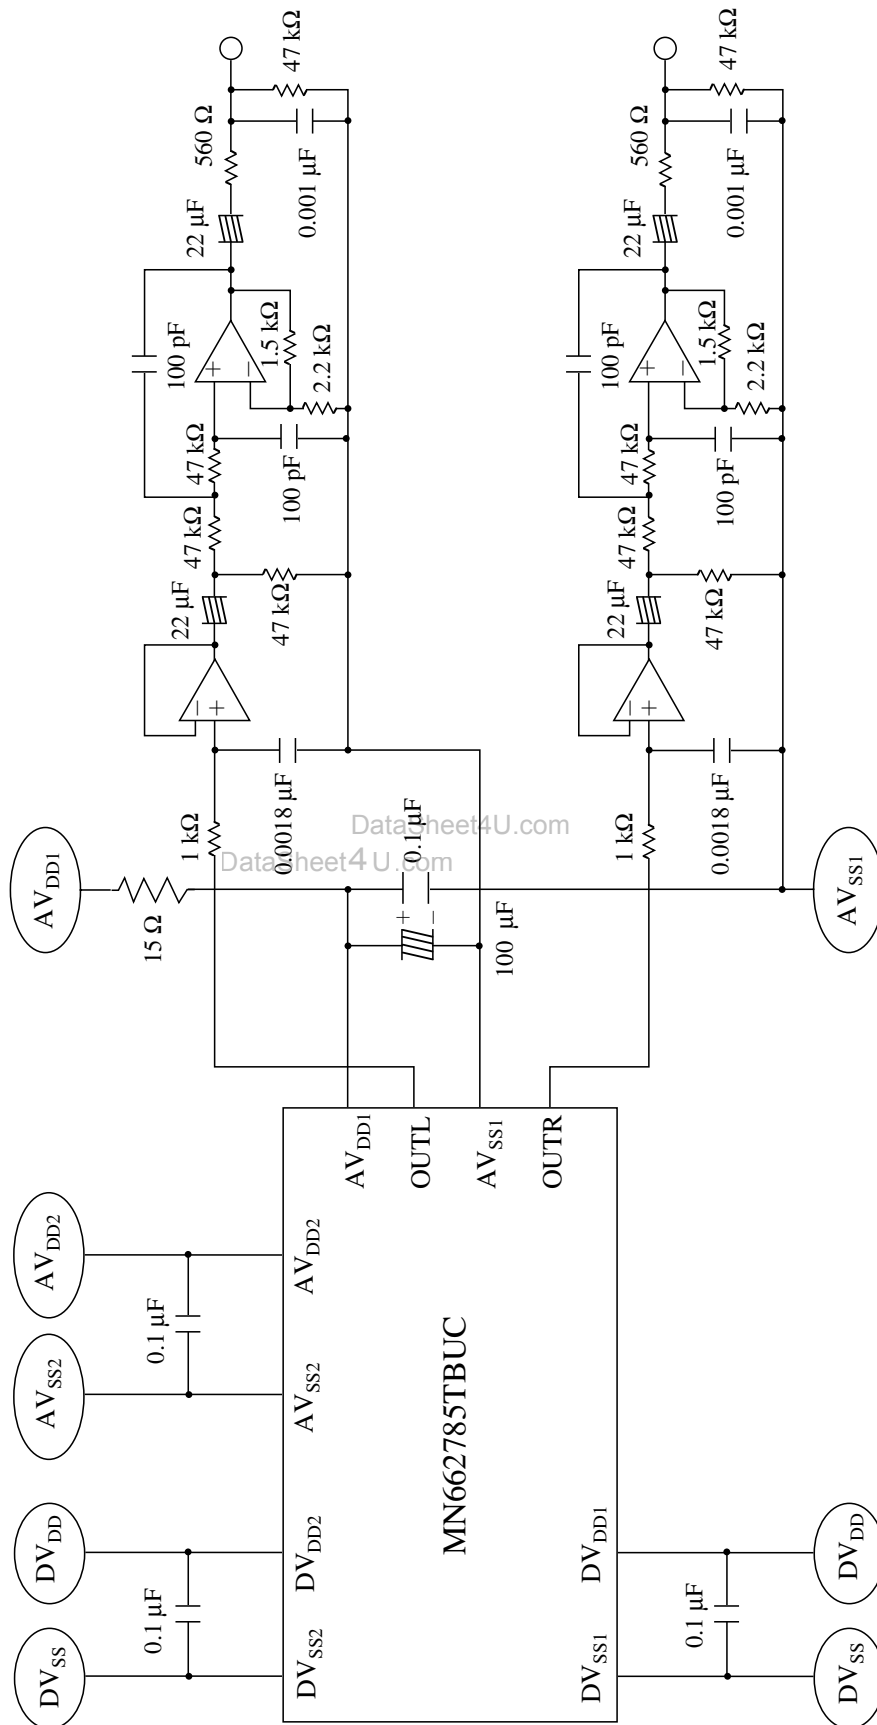 47 kΩ
560 Ω
0.001 µF
22 µF
100 pF
+
−
1.5 kΩ
2.2 kΩ
47 kΩ
100 pF
47 kΩ
22 µF
47 kΩ
−
+
1 kΩ
0.0018 µF
47 kΩ
560 Ω
0.001 µF
22 µF
100 pF
+
−
1.5 kΩ
2.2 kΩ
47 kΩ
100 pF
47 kΩ
22 µF
47 kΩ
−
+
1 kΩ
0.0018 µF
DataSheet4U.com
DataSheet4U.com
AVDD1
15 Ω
0.1 µF
+
−
100 µF
AVSS1
AVDD1
OUTL
AVSS1
OUTR
AVDD2
0.1 µF
AVSS2
AVDD2
AVSS2
MN662785TBUC
DVDD
0.1 µF
DVSS
DVDD2
DVSS2
DVDD1
DVSS1
DVDD
0.1 µF
DVSS